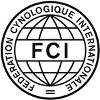 FEDERATION CYNOLOGIQUE INTERNATIONALE
FCI